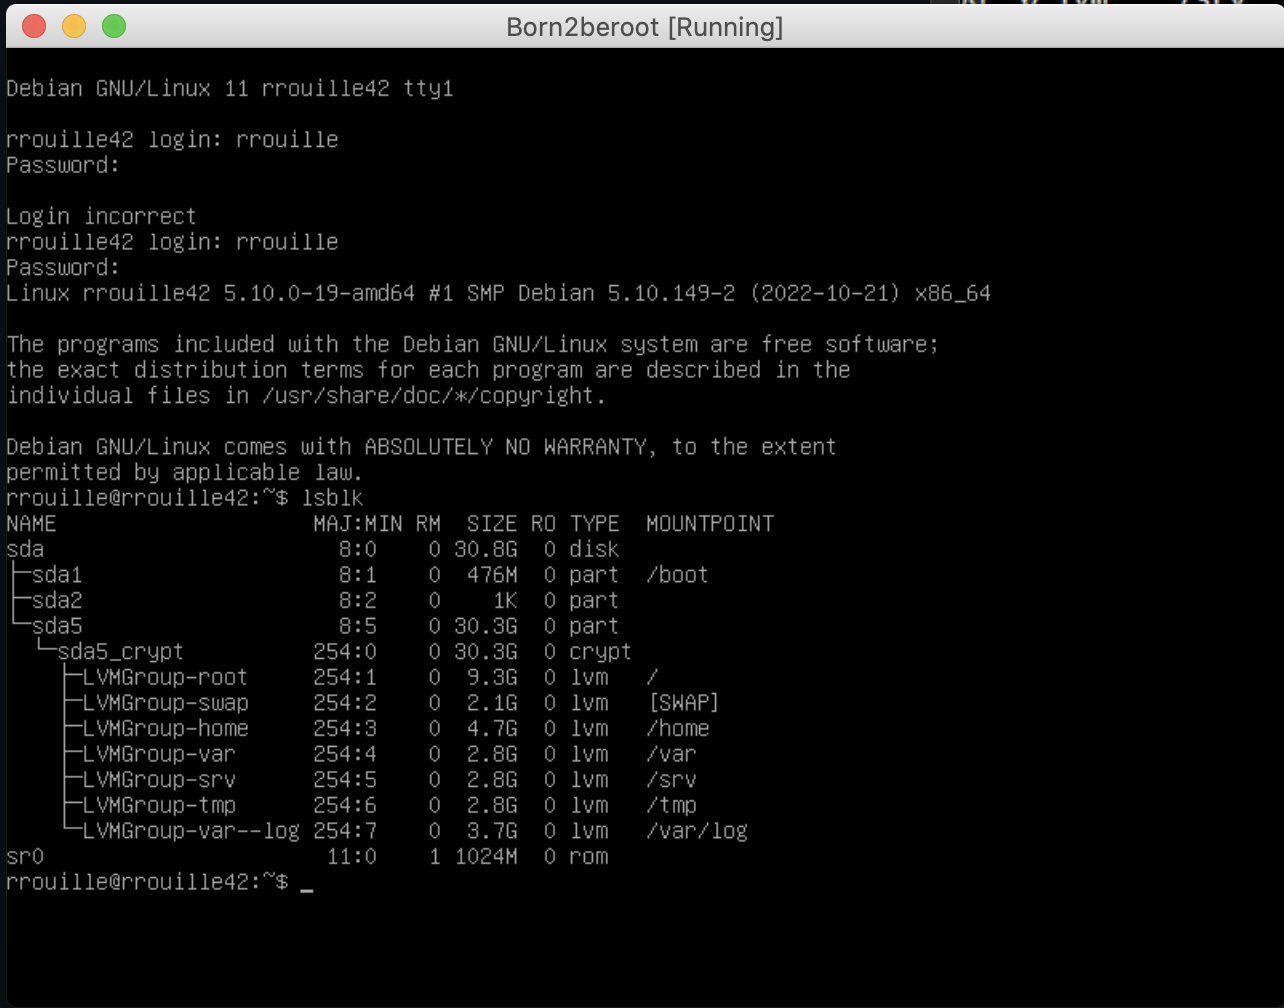 Born2beroot [Running]
Debian GNU/Linux 11 rrouille42 tty1
rrouille42 login: rrouille
Password:
Login incorrect
rrouille42 login: rrouille
Password:
Linux rrouille42 5.10.0-19-amd64 #1 SMP Debian 5.10.149-2 (2022-10-21) x86_64
The programs included with the Debian GNU/Linux system are free software;
the exact distribution terms for each program are described in the
individual files in /usr/share/doc/*/copyright.
Debian GNU/Linux comes with ABSOLUTELY NO WARRANTY, to the extent
permitted by applicable law.
rrouille@rrouille42:~$ lsblk
NAME MAJ:MIN RM SIZE RO TYPE MOUNTPOINT
sda 8:0 0 30.8G 0 disk
├─sda1 8:1 0 476M 0 part /boot
├─sda2 8:2 0 1K 0 part
└─sda5 8:5 0 30.3G 0 part
└─sda5_crypt 254:0 0 30.3G 0 crypt
├─LVMGroup-root 254:1 0 9.3G 0 lvm /
├─LVMGroup-swap 254:2 0 2.1G 0 lvm [SWAP]
├─LVMGroup-home 254:3 0 4.7G 0 lvm /home
├─LVMGroup-var 254:4 0 2.8G 0 lvm /var
├─LVMGroup-srv 254:5 0 2.8G 0 lvm /srv
├─LVMGroup-tmp 254:6 0 2.8G 0 lvm /tmp
└─LVMGroup-var--log 254:7 0 3.7G 0 lvm /var/log
sr0 11:0 1 1024M 0 rom
rrouille@rrouille42:~$ _